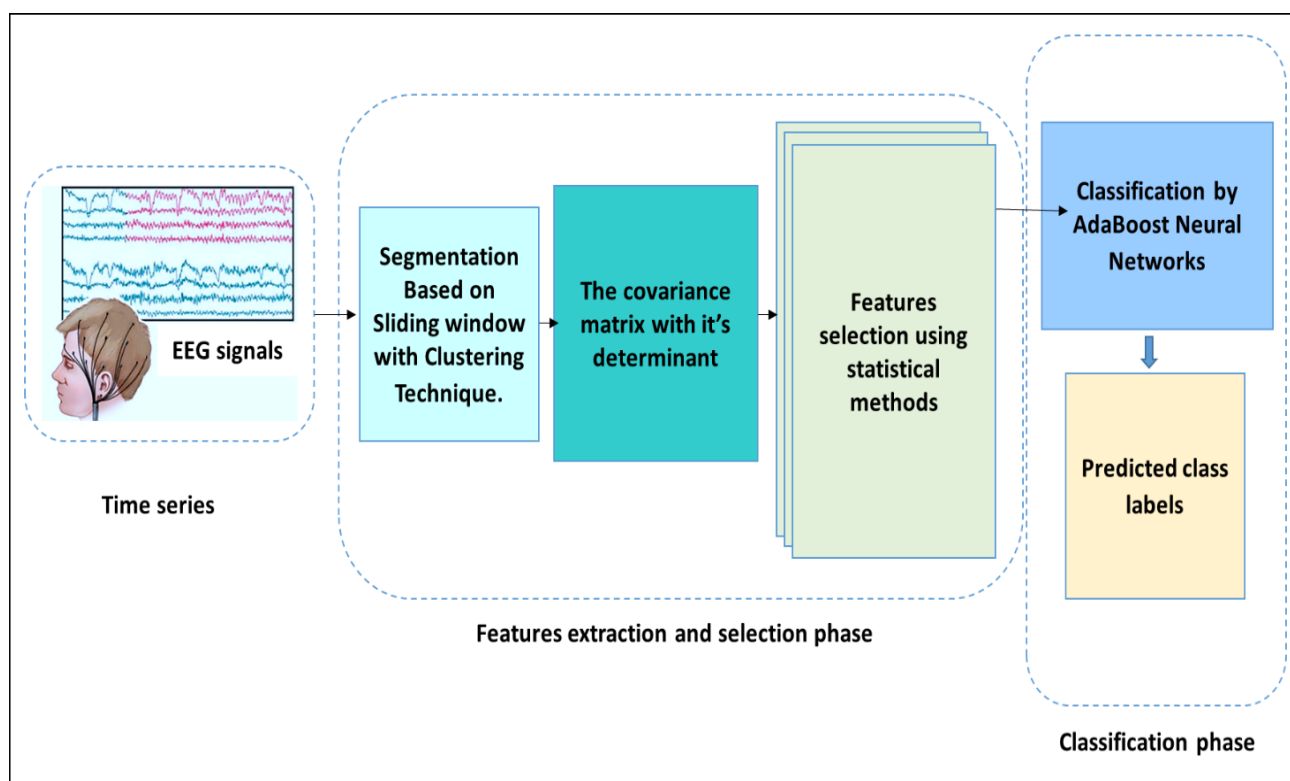 EEG signals
Time series
Segmentation
Based on
Sliding window
with Clustering
Technique.
The covariance
matrix with it’s
determinant
Features
selection using
statistical
methods
Features extraction and selection phase
Classification by
AdaBoost Neural
Networks
Predicted class
labels
Classification phase